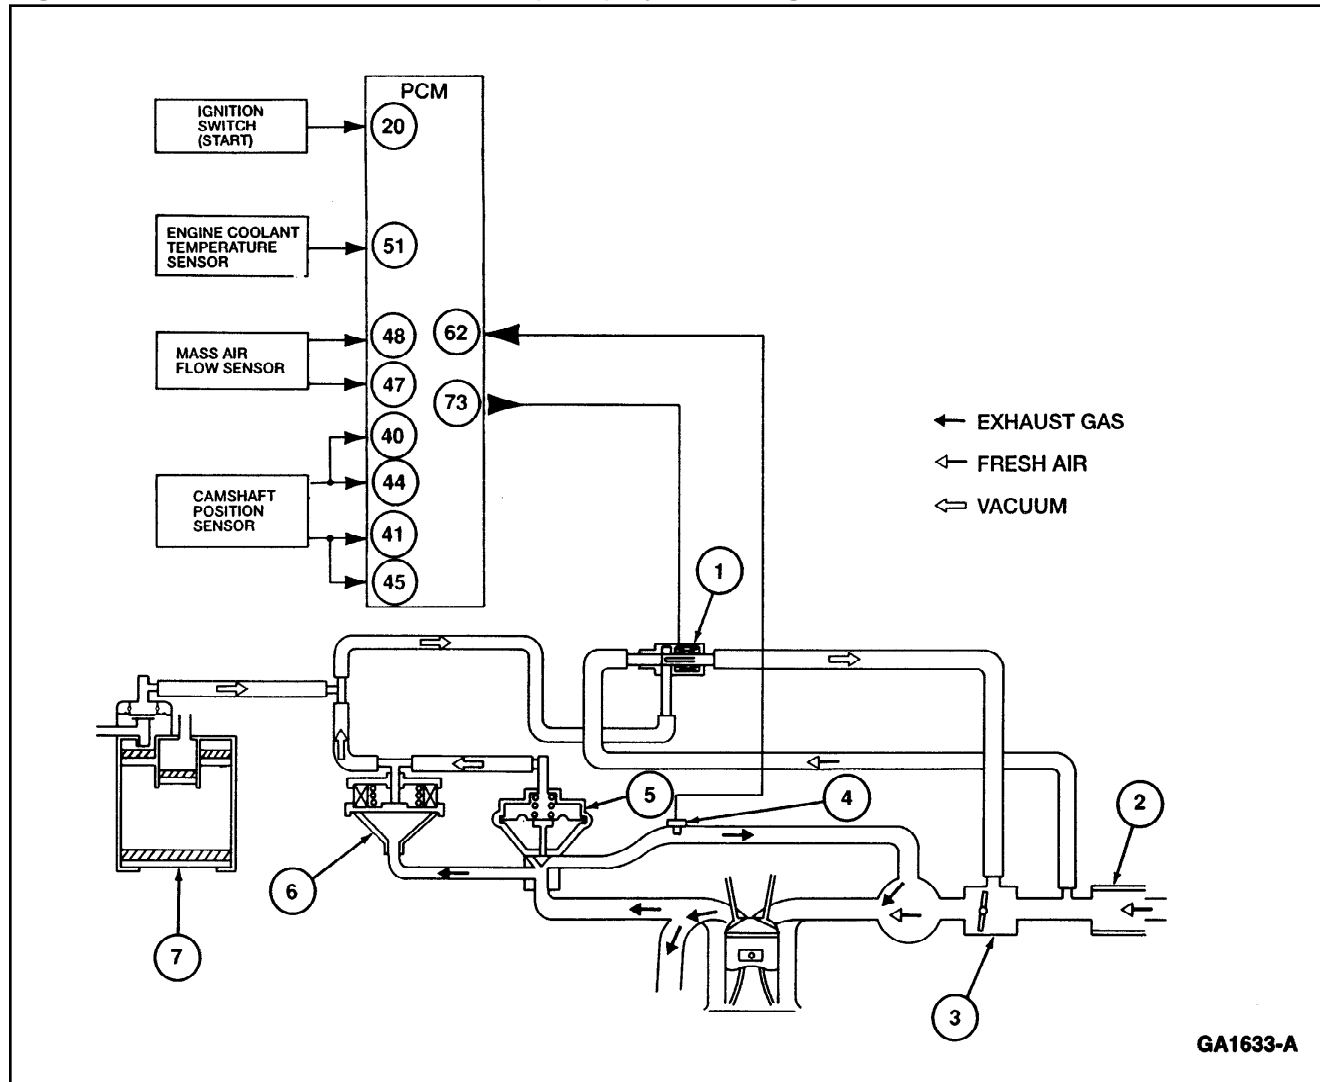 PCM
IGNITION
SWITCH
(START)
20
ENGINE COOLANT
TEMPERATURE
SENSOR
51
MASS AIR
FLOW SENSOR
48
47
62
73
CAMSHAFT
POSITION
SENSOR
40
44
41
45
EXHAUST GAS
FRESH AIR
VACUUM
1
2
3
4
5
6
7
GA1633-A